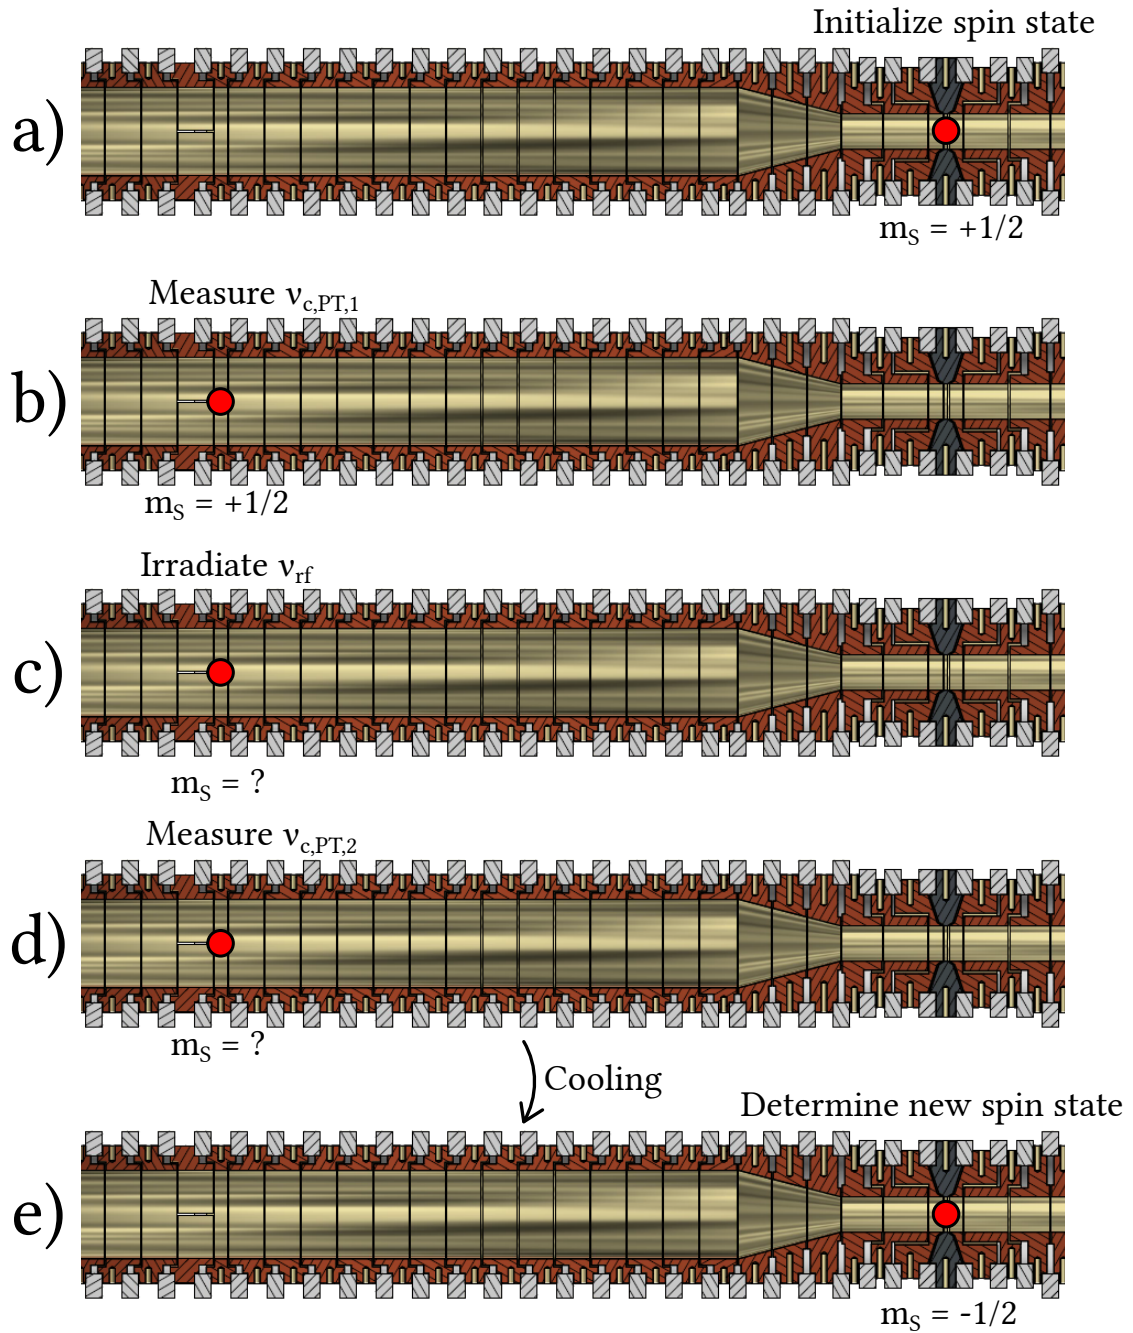 Initialize spin state
a)
mS = +1/2
Measure νc,PT,1
b)
mS = +1/2
Irradiate νrf
c)
mS = ?
Measure νc,PT,2
d)
mS = ?
Cooling
Determine new spin state
e)
mS = -1/2